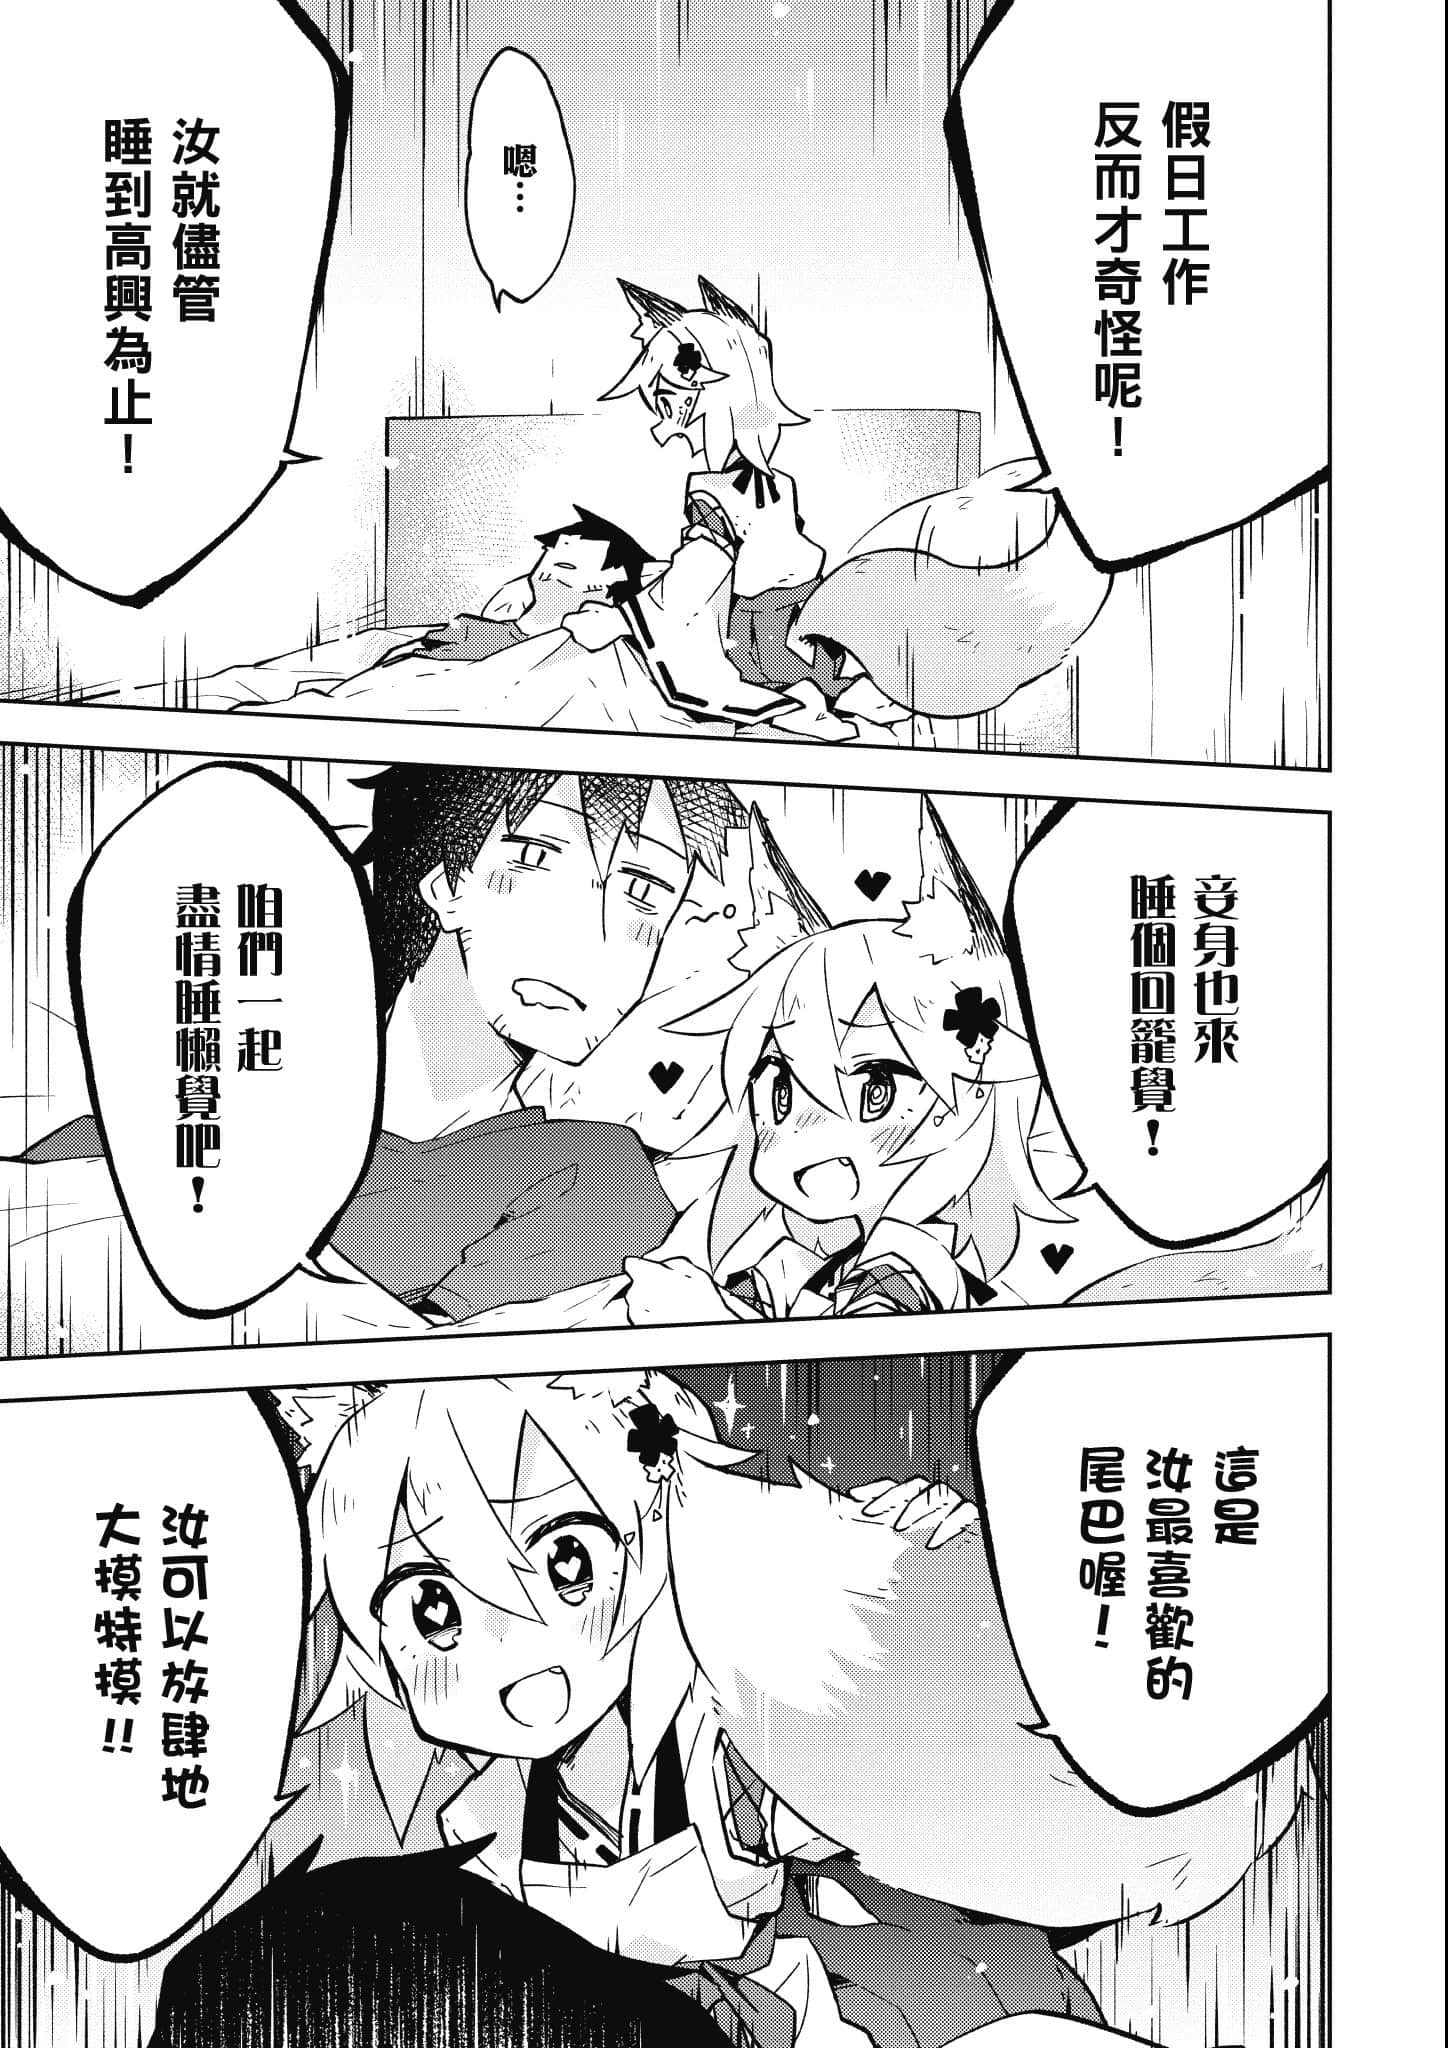 假日工作
反而才奇怪呢！
嗯…
汝就儘管
睡到高興為止！
妾身也來
睡個回籠覺！
咱們一起
盡情睡懶覺吧！
這是
汝最喜歡的
尾巴喔！
汝可以放肆地
大摸特摸！！